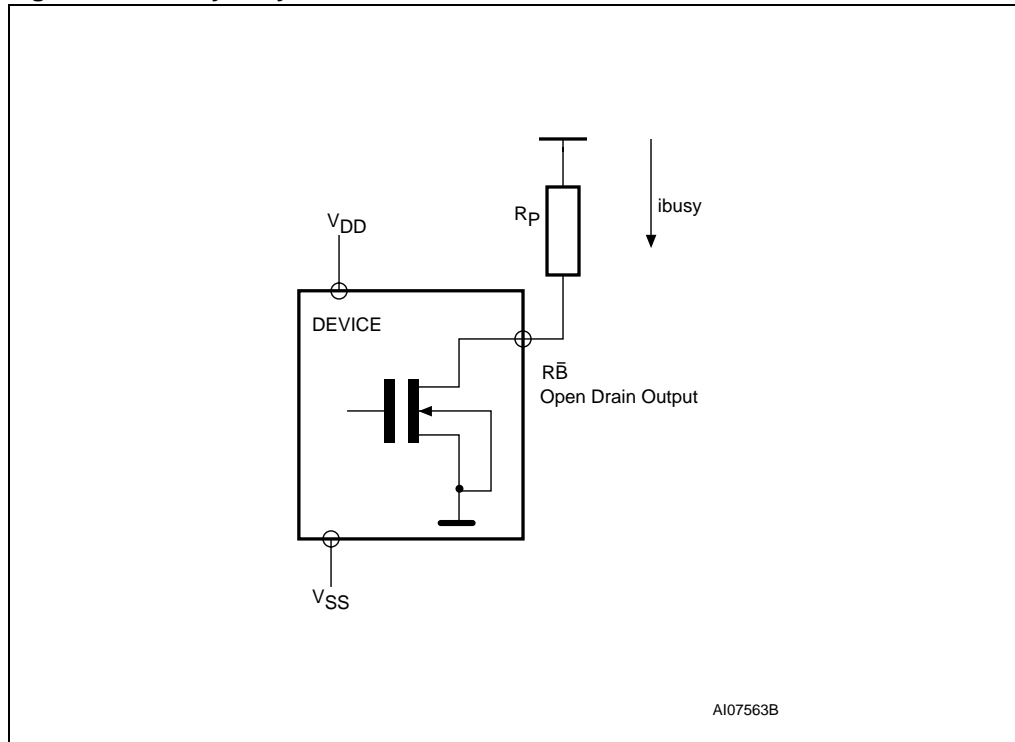 RP
ibusy
VDD
DEVICE
RB̅
Open Drain Output
VSS
AI07563B